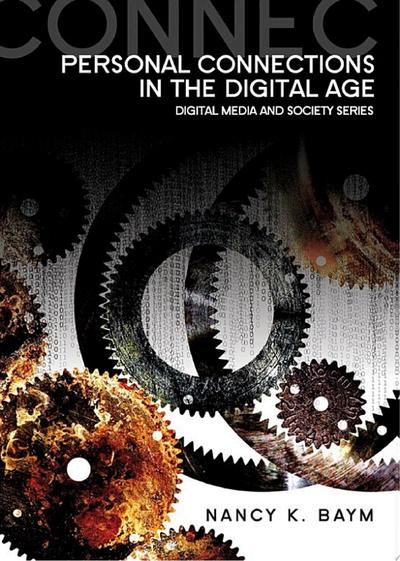 CONNEC
PERSONAL CONNECTIONS
IN THE DIGITAL AGE
DIGITAL MEDIA AND SOCIETY SERIES
NANCY K. BAYM